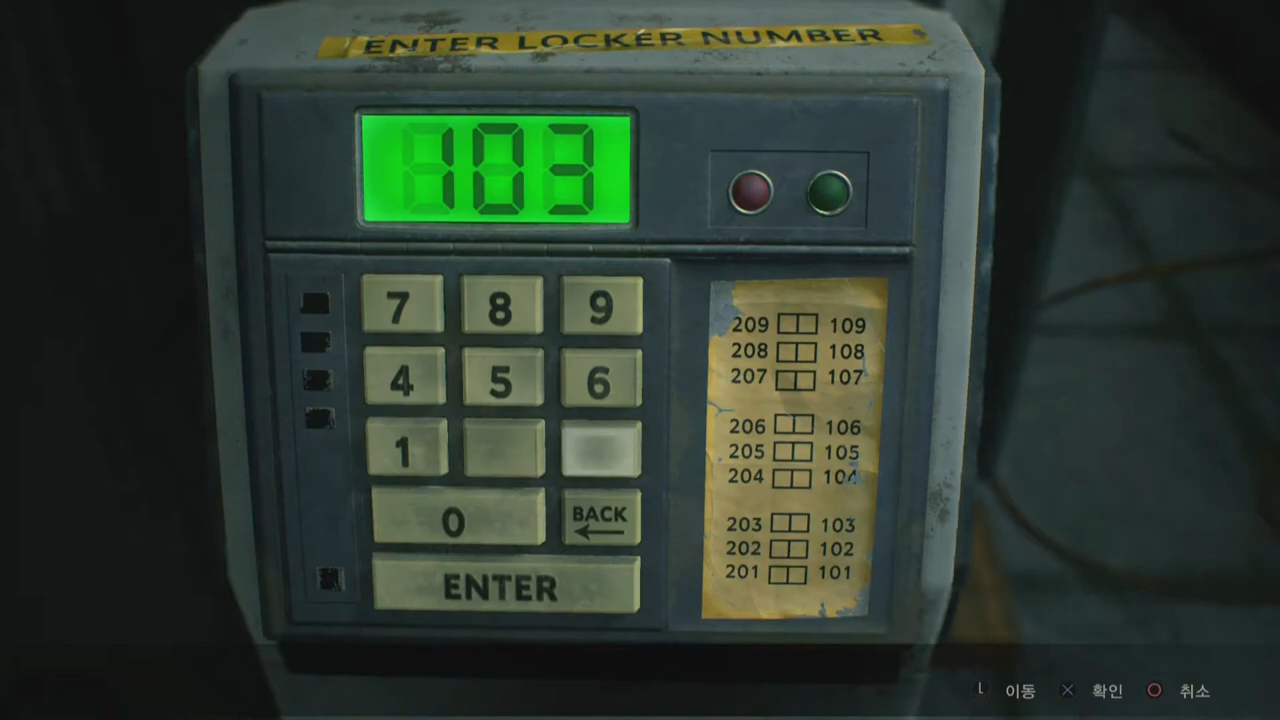 ENTER LOCKER NUMBER
103
7 8 9
4 5 6
1
0 BACK
ENTER
209 109
208 108
207 107
206 106
205 105
204 104
203 103
202 102
201 101
L 이동 확인 취소